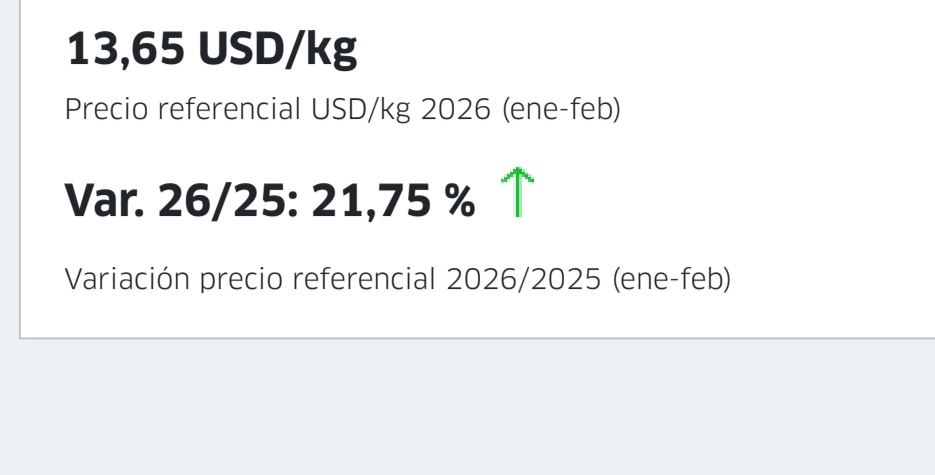 13,65 USD/kg
Precio referencial USD/kg 2026 (ene-feb)
Var. 26/25: 21,75 %
Variación precio referencial 2026/2025 (ene-feb)